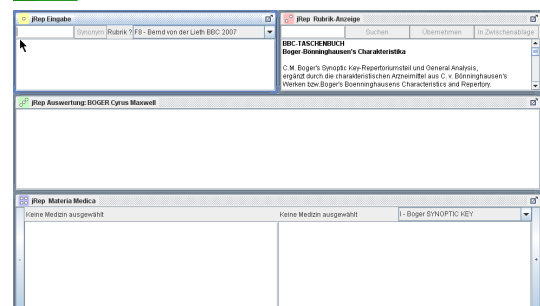 jRep Eingabe
Synonym Rubrik ? F8 - Bernd von der Lieth BBC 2007
jRep Rubrik-Anzeige
Suchen Übernehmen In Zwischenablage
BBC-TASCHENBUCH
Boger-Bönninghausen's Charakteristika
C.M. Boger's Synoptic Key-Repertoriumsteil und General Analysis,
ergänzt durch die charakteristischen Arzneimittel aus C. v. Bönninghausen's
Werken bzw.Boger's Boenninghausens Characteristics and Repertory.
jRep Auswertung: BOGER Cyrus Maxwell
jRep Materia Medica
Keine Medizin ausgewählt
Keine Medizin ausgewählt I - Boger SYNOPTIC KEY